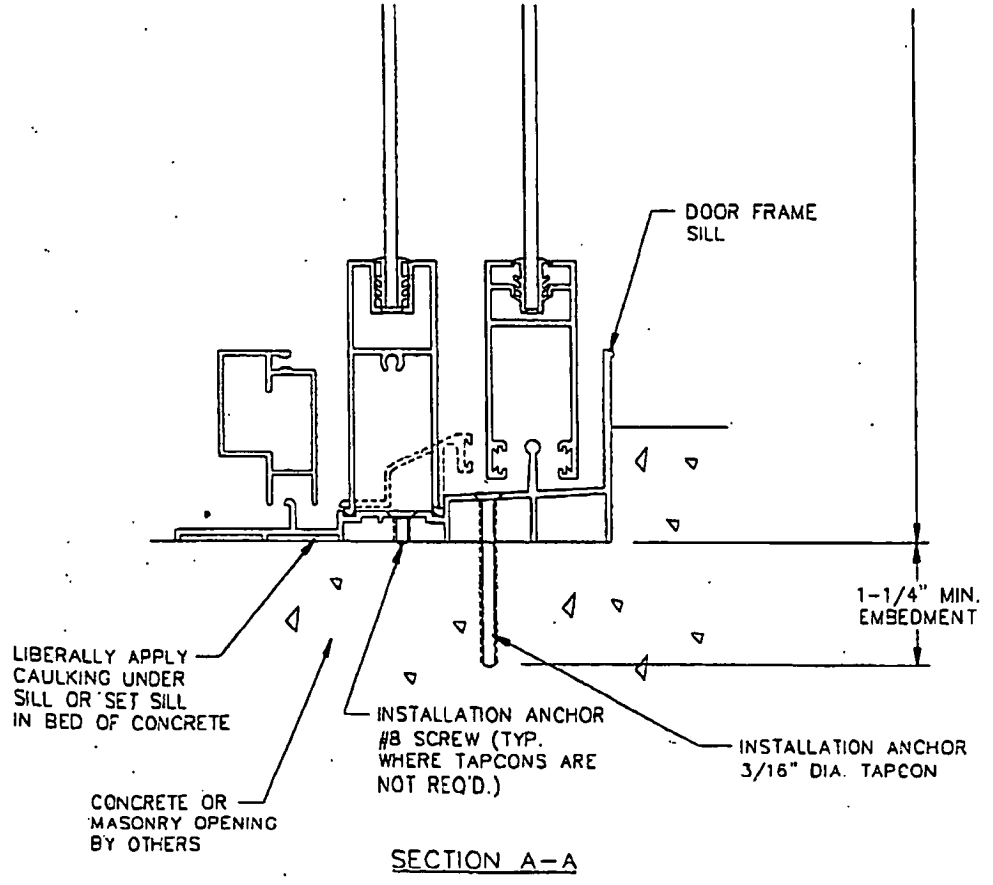 DOOR FRAME
SILL
1-1/4" MIN.
EMBEDMENT
LIBERALLY APPLY
CAULKING UNDER
SILL OR SET SILL
IN BED OF CONCRETE
INSTALLATION ANCHOR
#8 SCREW (TYP.
WHERE TAPCONS ARE
NOT REQ'D.)
INSTALLATION ANCHOR
3/16" DIA. TAPCON
CONCRETE OR
MASONRY OPENING
BY OTHERS
SECTION A-A